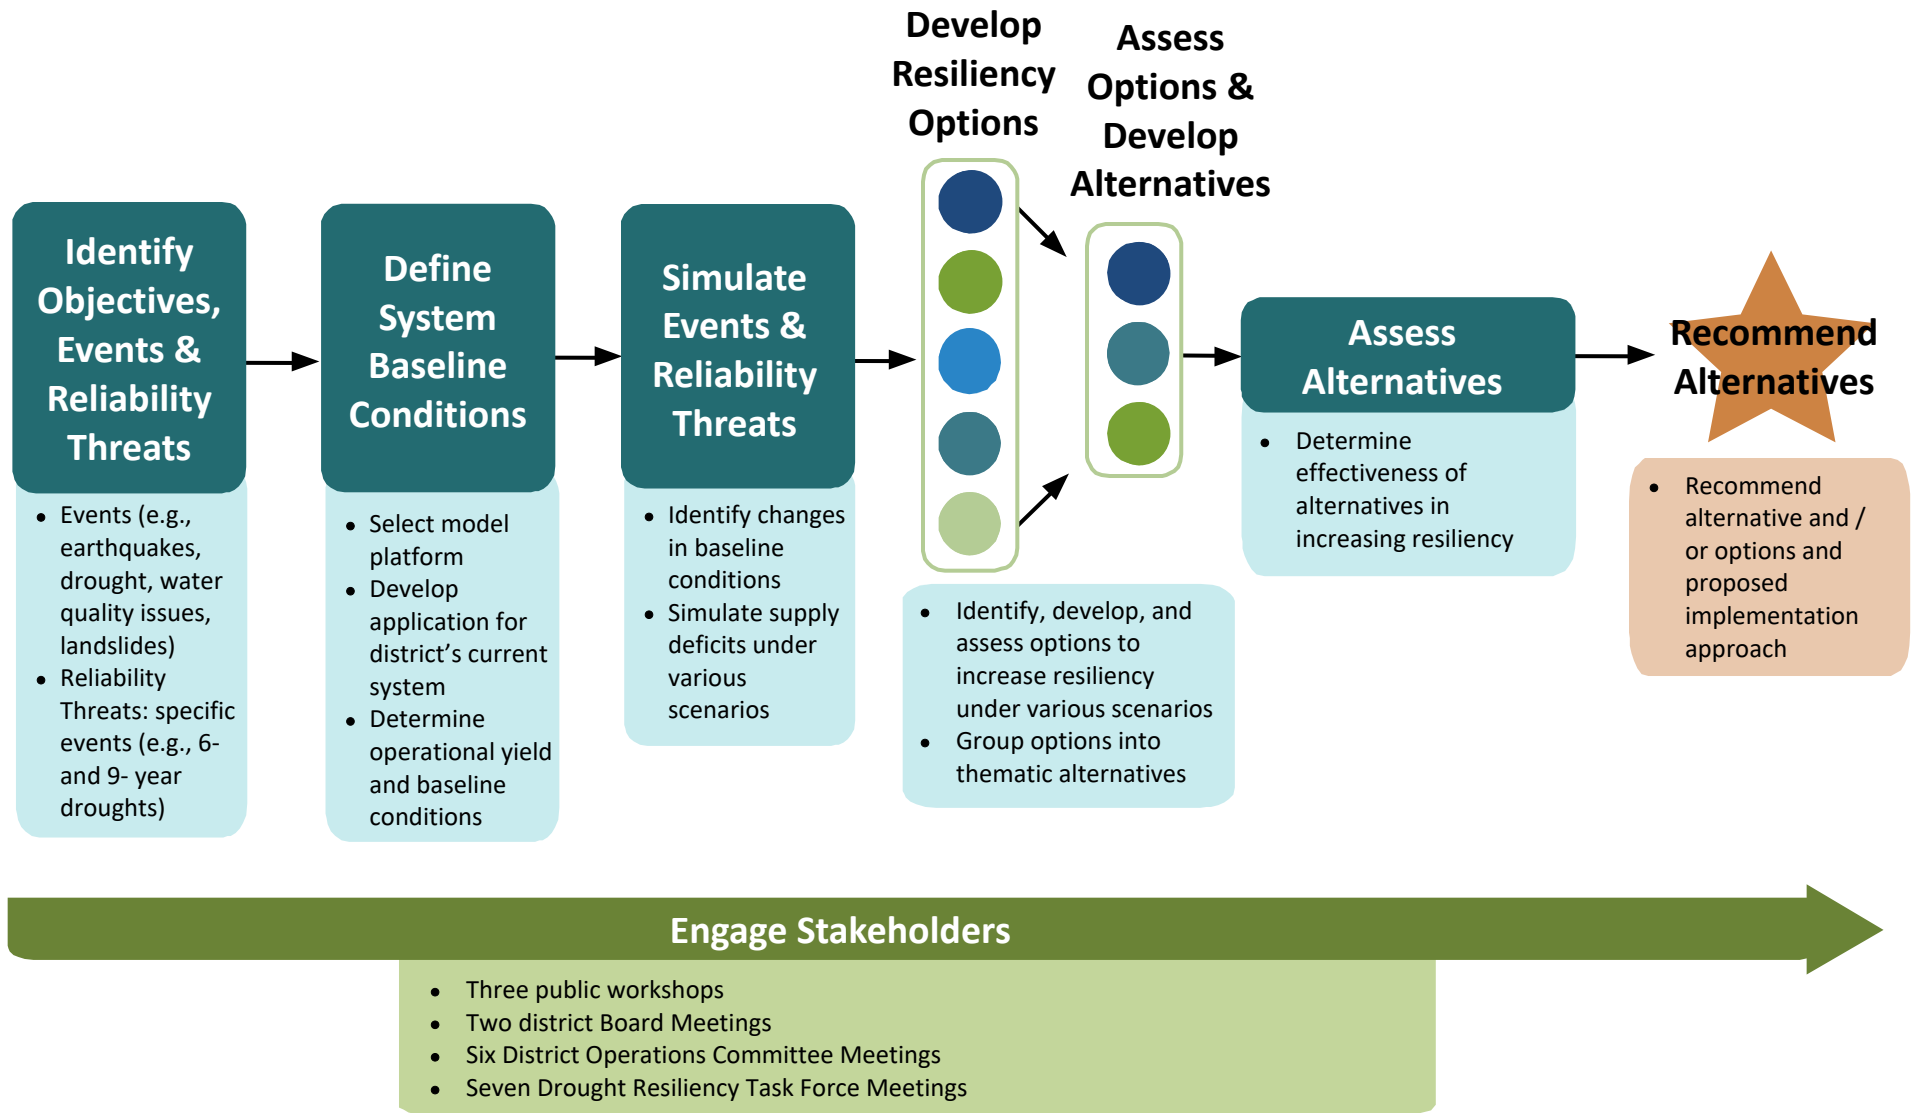 Identify
Objectives,
Events &
Reliability
Threats
• Events (e.g.,
earthquakes,
drought, water
quality issues,
landslides)
• Reliability
Threats: specific
events (e.g., 6-
and 9- year
droughts)
Define
System
Baseline
Conditions
• Select model
platform
• Develop
application for
district’s current
system
• Determine
operational yield
and baseline
conditions
Simulate
Events &
Reliability
Threats
• Identify changes
in baseline
conditions
• Simulate supply
deficits under
various
scenarios
Develop
Resiliency
Options
Assess
Options &
Develop
Alternatives
• Identify, develop, and
assess options to
increase resiliency
under various scenarios
• Group options into
thematic alternatives
Assess
Alternatives
• Determine
effectiveness of
alternatives in
increasing resiliency
Recommend
Alternatives
• Recommend
alternative and /
or options and
proposed
implementation
approach
Engage Stakeholders
• Three public workshops
• Two district Board Meetings
• Six District Operations Committee Meetings
• Seven Drought Resiliency Task Force Meetings